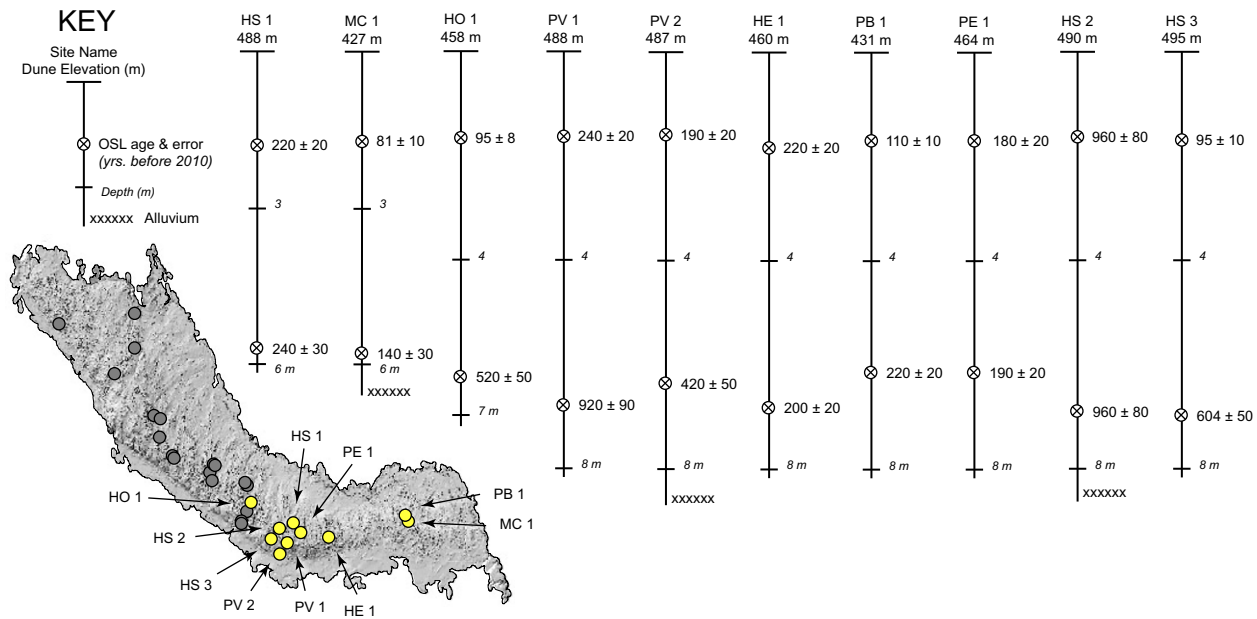 KEY
Site Name
Dune Elevation (m)
OSL age & error
(yrs. before 2010)
Depth (m)
xxxxxx Alluvium
HS 1
488 m
220 ± 20
3
240 ± 30
6 m
MC 1
427 m
81 ± 10
3
140 ± 30
6 m
xxxxxx
HO 1
458 m
95 ± 8
4
520 ± 50
7 m
PV 1
488 m
240 ± 20
4
920 ± 90
8 m
PV 2
487 m
190 ± 20
4
420 ± 50
8 m
xxxxxx
HE 1
460 m
220 ± 20
4
200 ± 20
8 m
PB 1
431 m
110 ± 10
4
220 ± 20
8 m
PE 1
464 m
180 ± 20
4
190 ± 20
8 m
HS 2
490 m
960 ± 80
4
960 ± 80
8 m
xxxxxx
HS 3
495 m
95 ± 10
4
604 ± 50
8 m
HS 1
PE 1
HO 1
PB 1
MC 1
HS 2
HS 3
PV 2
PV 1
HE 1